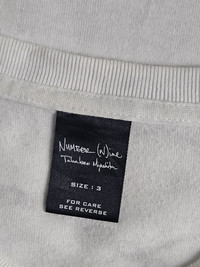 NUMBER (N)ine
Takahiro Miyashita
SIZE : 3
FOR CARE
SEE REVERSE